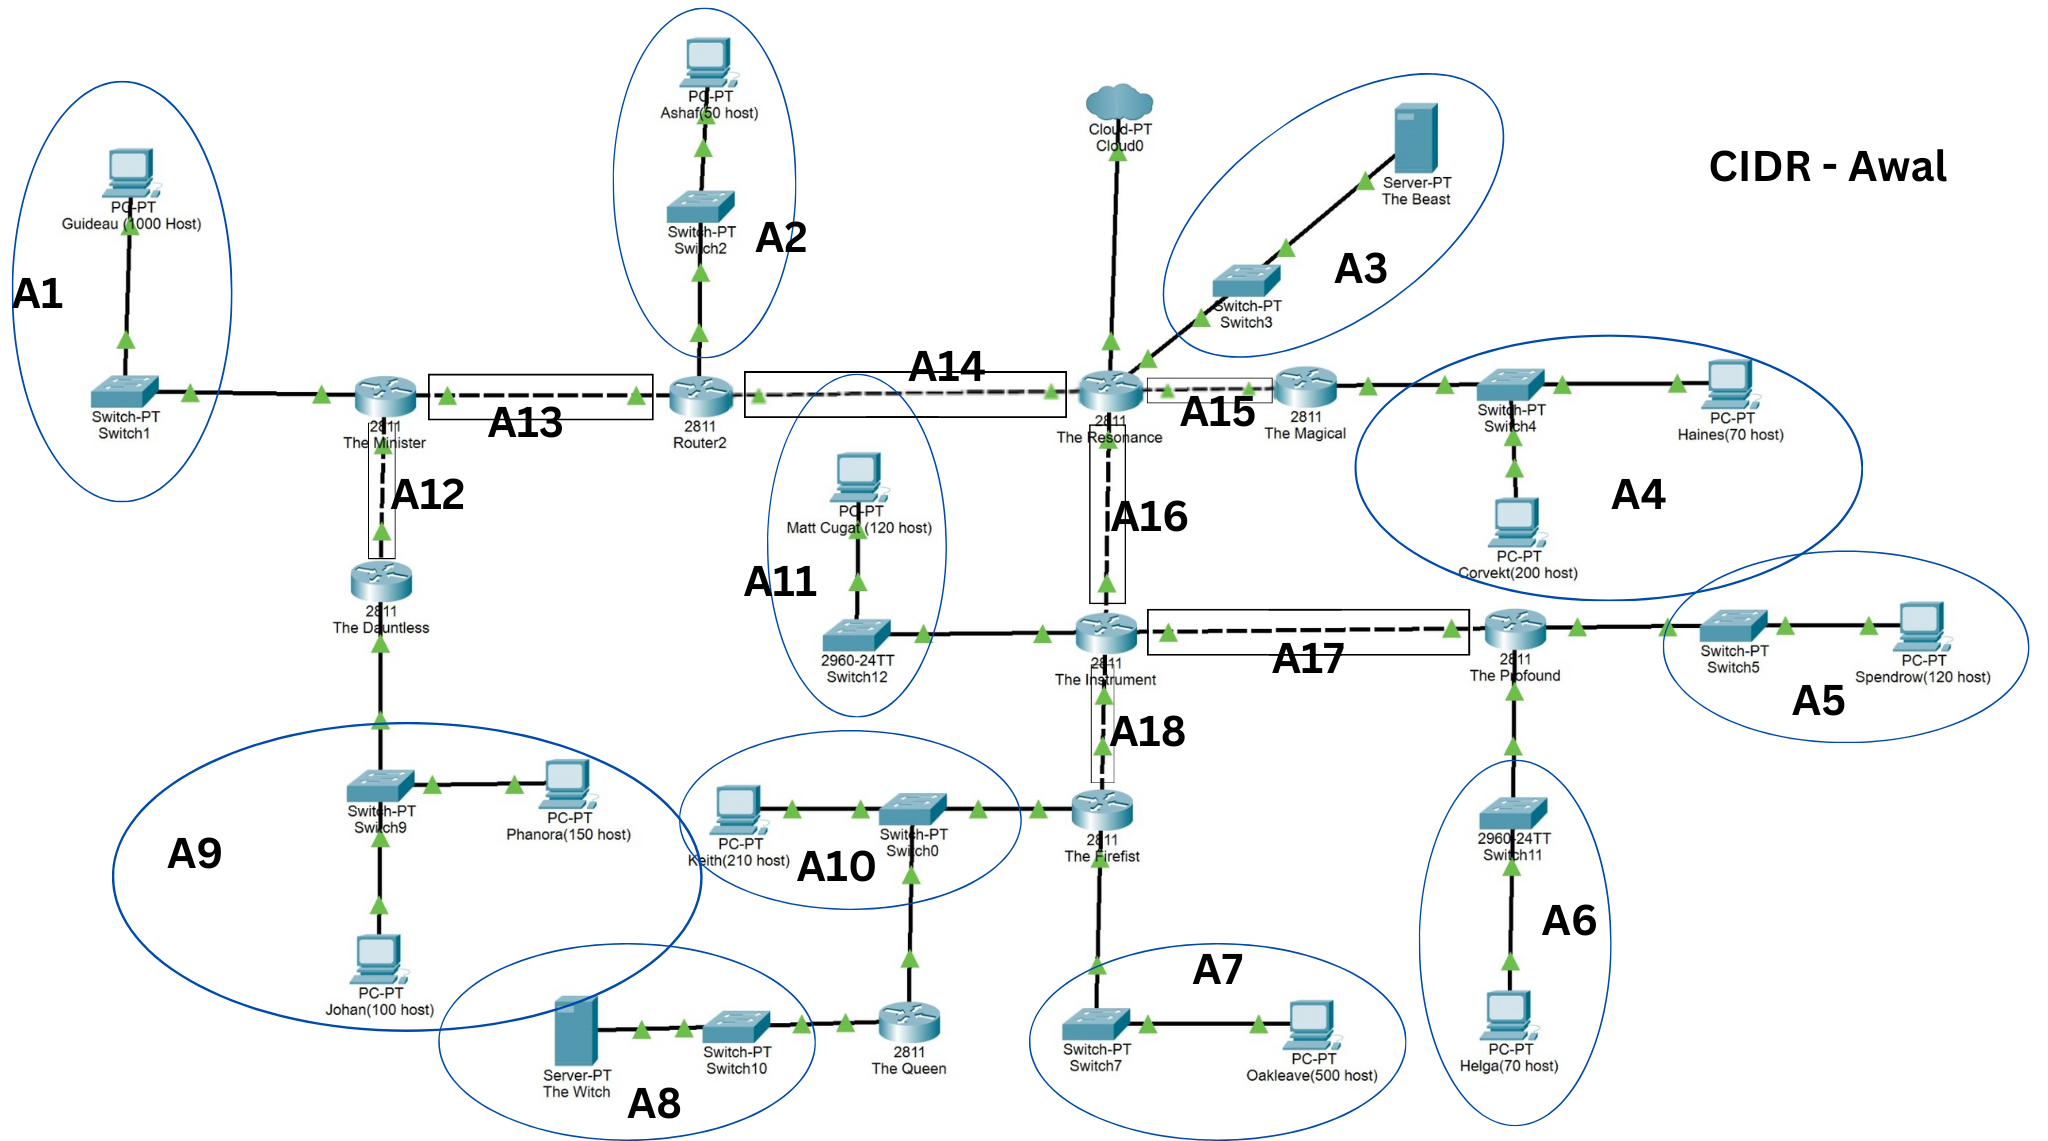 CIDR - Awal
PC-PT
Ashaf(50 host)
Switch-PT
Switch2
A2
Cloud-PT
Cloud0
Server-PT
The Beast
Switch-PT
Switch3
A3
PC-PT
Guideau (1000 Host)
A1
Switch-PT
Switch1
2811
The Minister
A13
2811
Router2
A14
2811
The Resonance
A15
2811
The Magical
Switch-PT
Switch4
PC-PT
Haines(70 host)
A4
PC-PT
Corvekt(200 host)
A12
2811
The Dauntless
PC-PT
Matt Cugat (120 host)
A11
2960-24TT
Switch12
A16
2811
The Instrument
A17
2811
The Profound
Switch-PT
Switch5
PC-PT
Spendrow(120 host)
A5
A18
Switch-PT
Switch9
PC-PT
Phanora(150 host)
A9
PC-PT
Johan(100 host)
PC-PT
Keith(210 host)
Switch-PT
Switch0
A10
2811
The Firefist
2960-24TT
Switch11
A6
PC-PT
Helga(70 host)
Server-PT
The Witch
Switch-PT
Switch10
A8
2811
The Queen
A7
Switch-PT
Switch7
PC-PT
Oakleave(500 host)